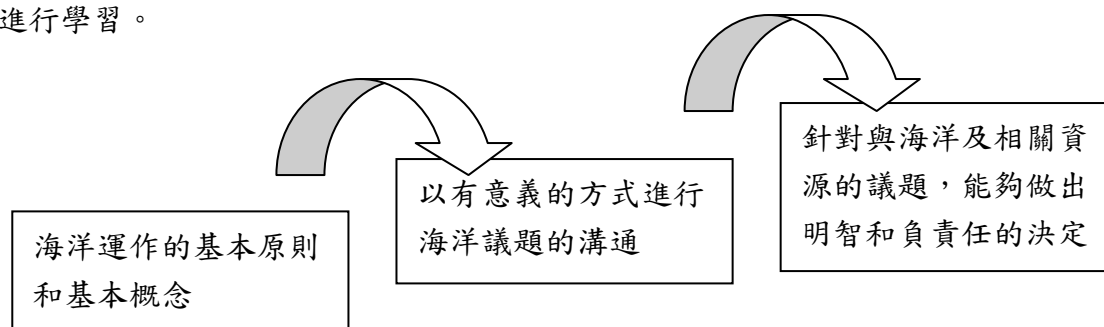 進行學習。
海洋運作的基本原則
和基本概念
以有意義的方式進行
海洋議題的溝通
針對與海洋及相關資
源的議題，能夠做出
明智和負責任的決定